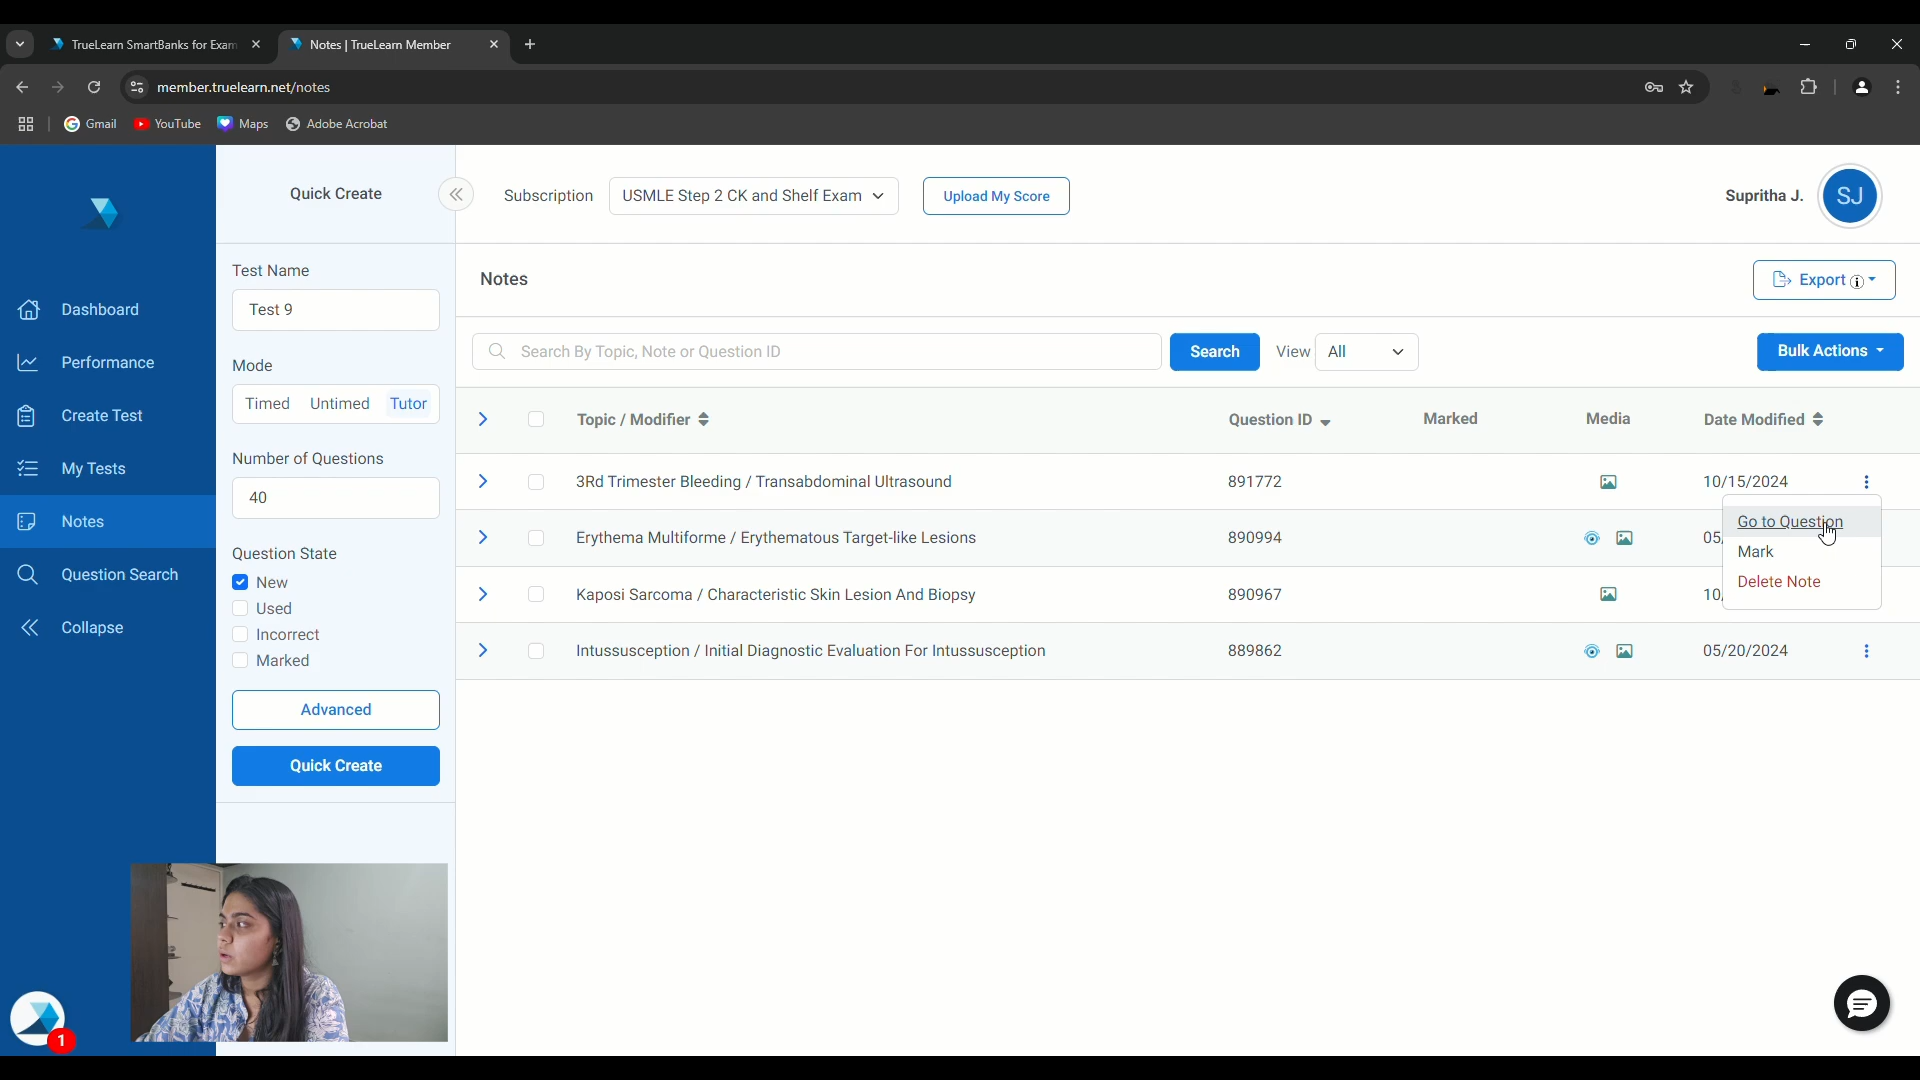 TrueLearn SmartBanks for Exam
Notes | TrueLearn Member
member.truelearn.net/notes
Gmail
YouTube
Maps
Adobe Acrobat
Quick Create
Subscription
USMLE Step 2 CK and Shelf Exam
Upload My Score
Supritha J.
SJ
Dashboard
Performance
Create Test
My Tests
Notes
Question Search
Collapse
Test Name
Test 9
Mode
Timed Untimed Tutor
Number of Questions
40
Question State
New
Used
Incorrect
Marked
Advanced
Quick Create
Notes
Export
Search By Topic, Note or Question ID
Search
View All
Bulk Actions
Topic / Modifier Question ID Marked Media Date Modified
3Rd Trimester Bleeding / Transabdominal Ultrasound 891772 10/15/2024
Erythema Multiforme / Erythematous Target-like Lesions 890994 05/
Kaposi Sarcoma / Characteristic Skin Lesion And Biopsy 890967 10/
Intussusception / Initial Diagnostic Evaluation For Intussusception 889862 05/20/2024
Go to Question
Mark
Delete Note
1